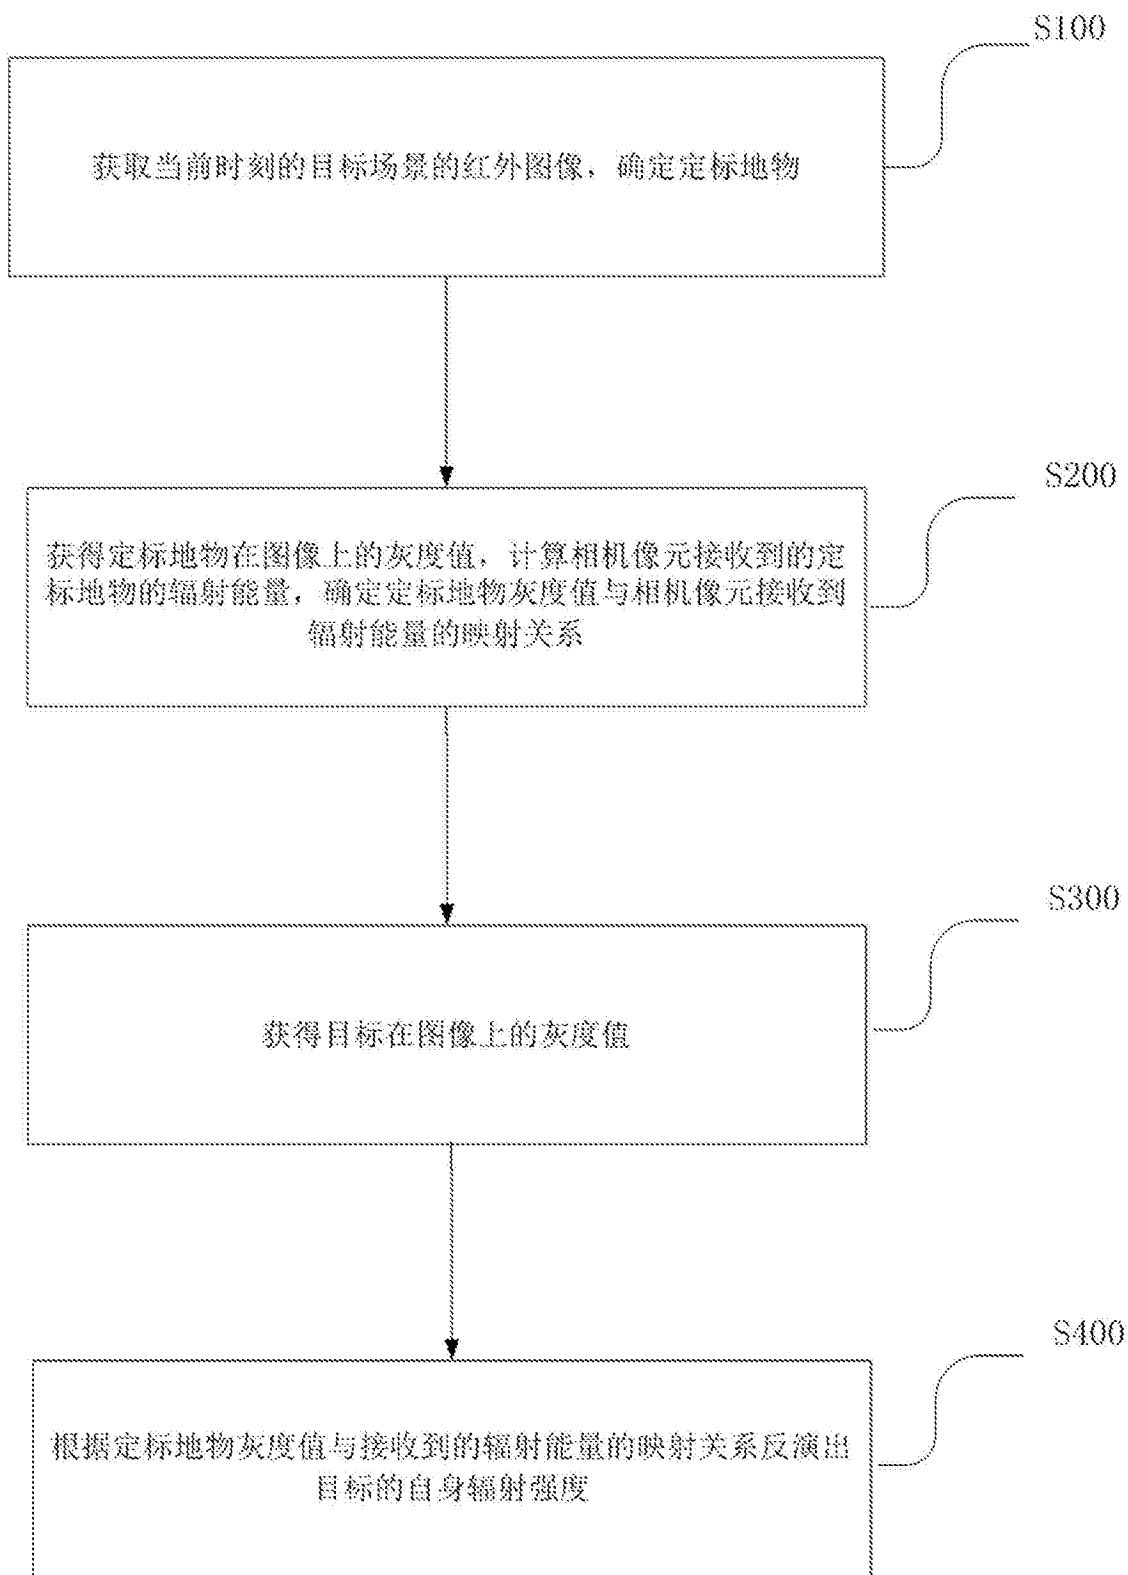 S100
获取当前时刻的目标场景的红外图像，确定定标地物
S200
获得定标地物在图像上的灰度值，计算相机像元接收到的定
标地物的辐射能量，确定定标地物灰度值与相机像元接收到
辐射能量的映射关系
S300
获得目标在图像上的灰度值
S400
根据定标地物灰度值与接收到的辐射能量的映射关系反演出
目标的自身辐射强度